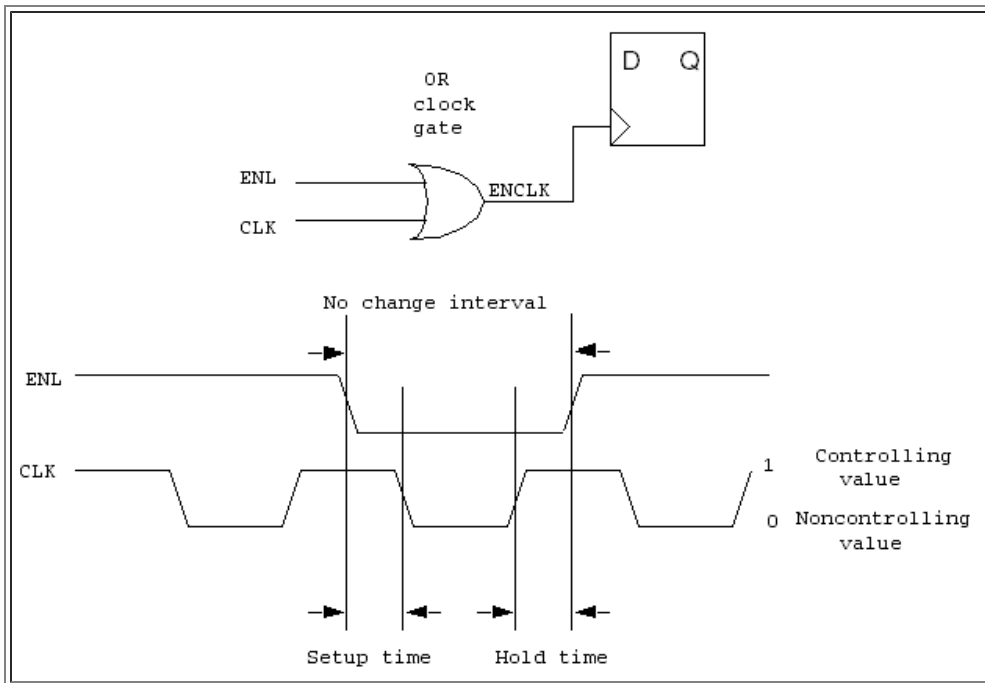 D Q
OR
clock
gate
ENL
ENCLK
CLK
No change interval
ENL
CLK
1 Controlling
value
0 Noncontrolling
value
Setup time Hold time